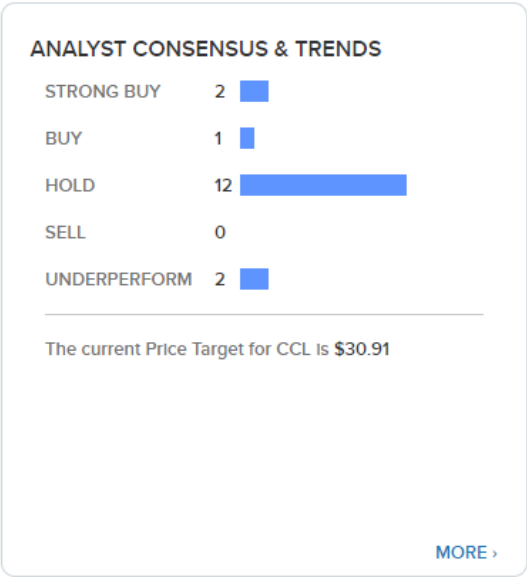 ANALYST CONSENSUS & TRENDS
STRONG BUY 2
BUY 1
HOLD 12
SELL 0
UNDERPERFORM 2
The current Price Target for CCL is $30.91
MORE ›